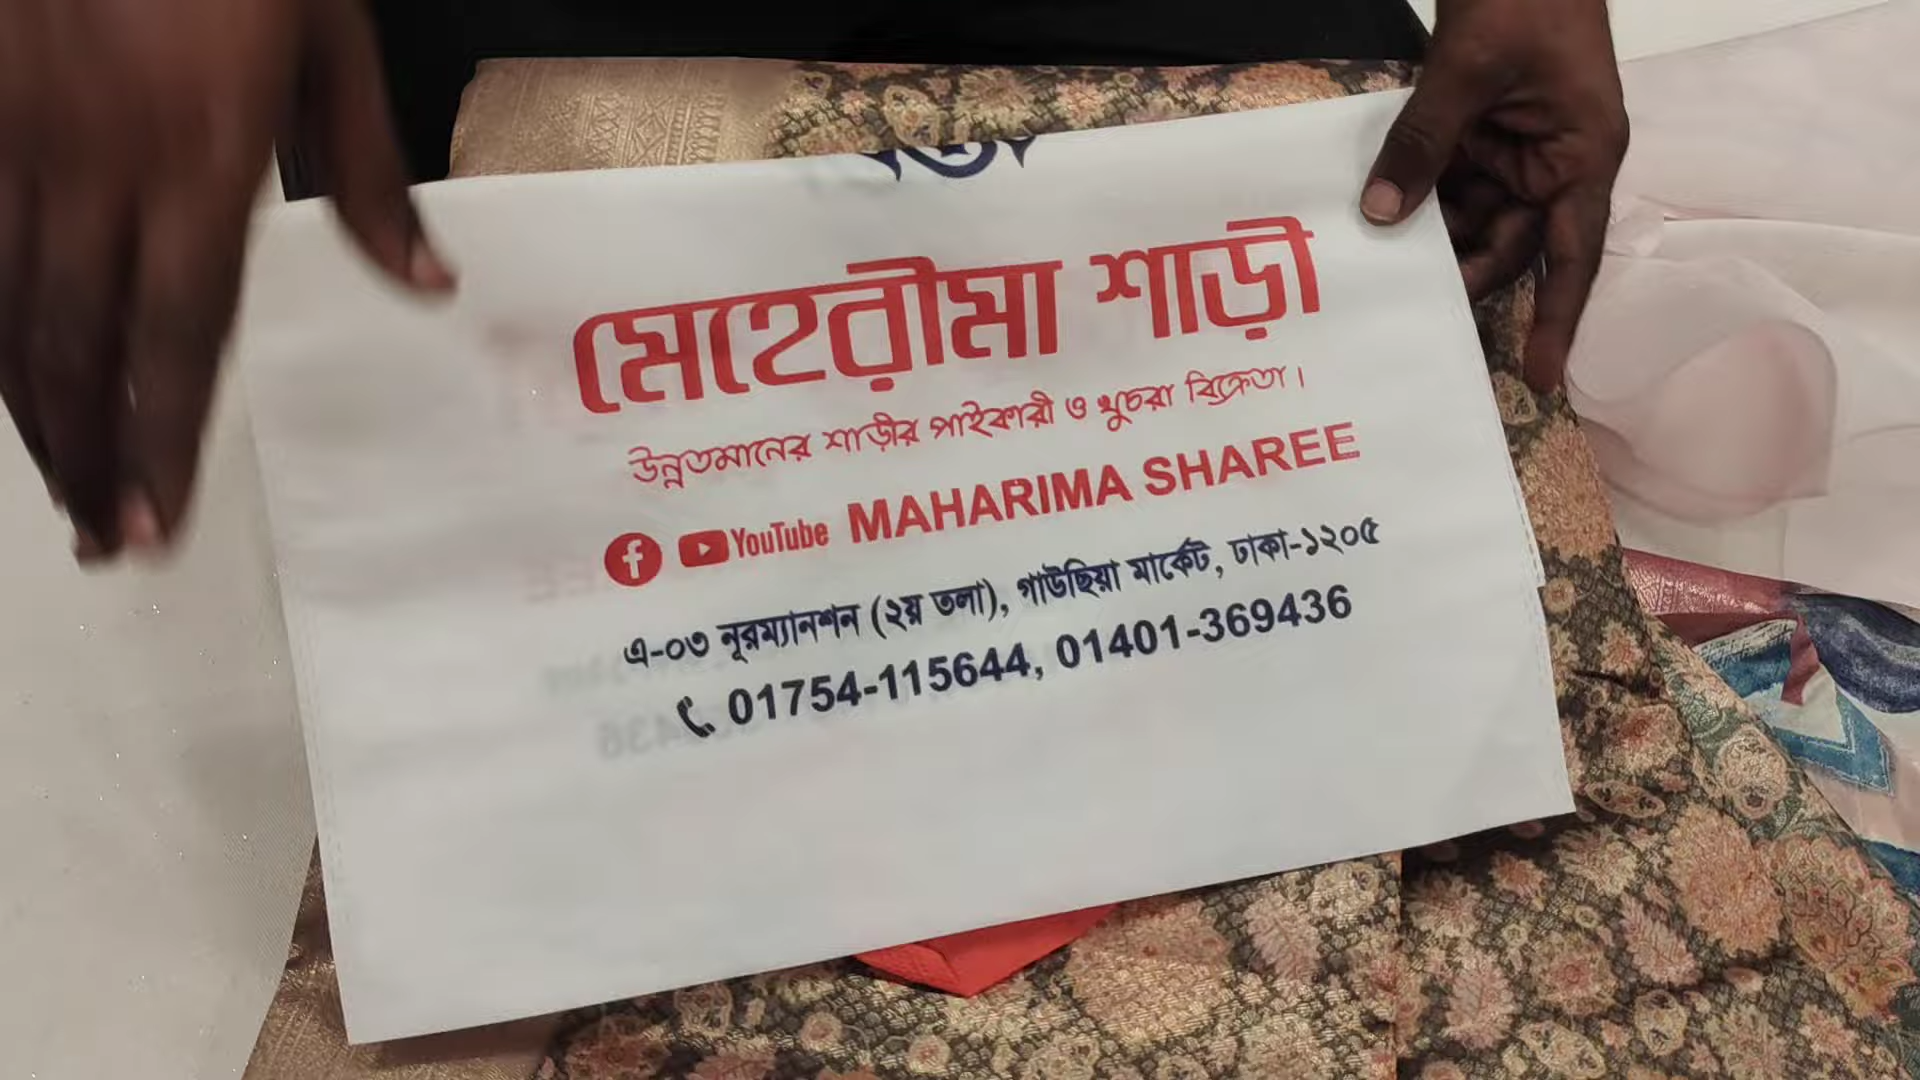 মেহেরীমা শাড়ী
উন্নতমানের শাড়ীর পাইকারী ও খুচরা বিক্রেতা।
YouTube MAHARIMA SHAREE
এ-০৩ নূরম্যানশন (২য় তলা), গাউছিয়া মার্কেট, ঢাকা-১২০৫
01754-115644, 01401-369436